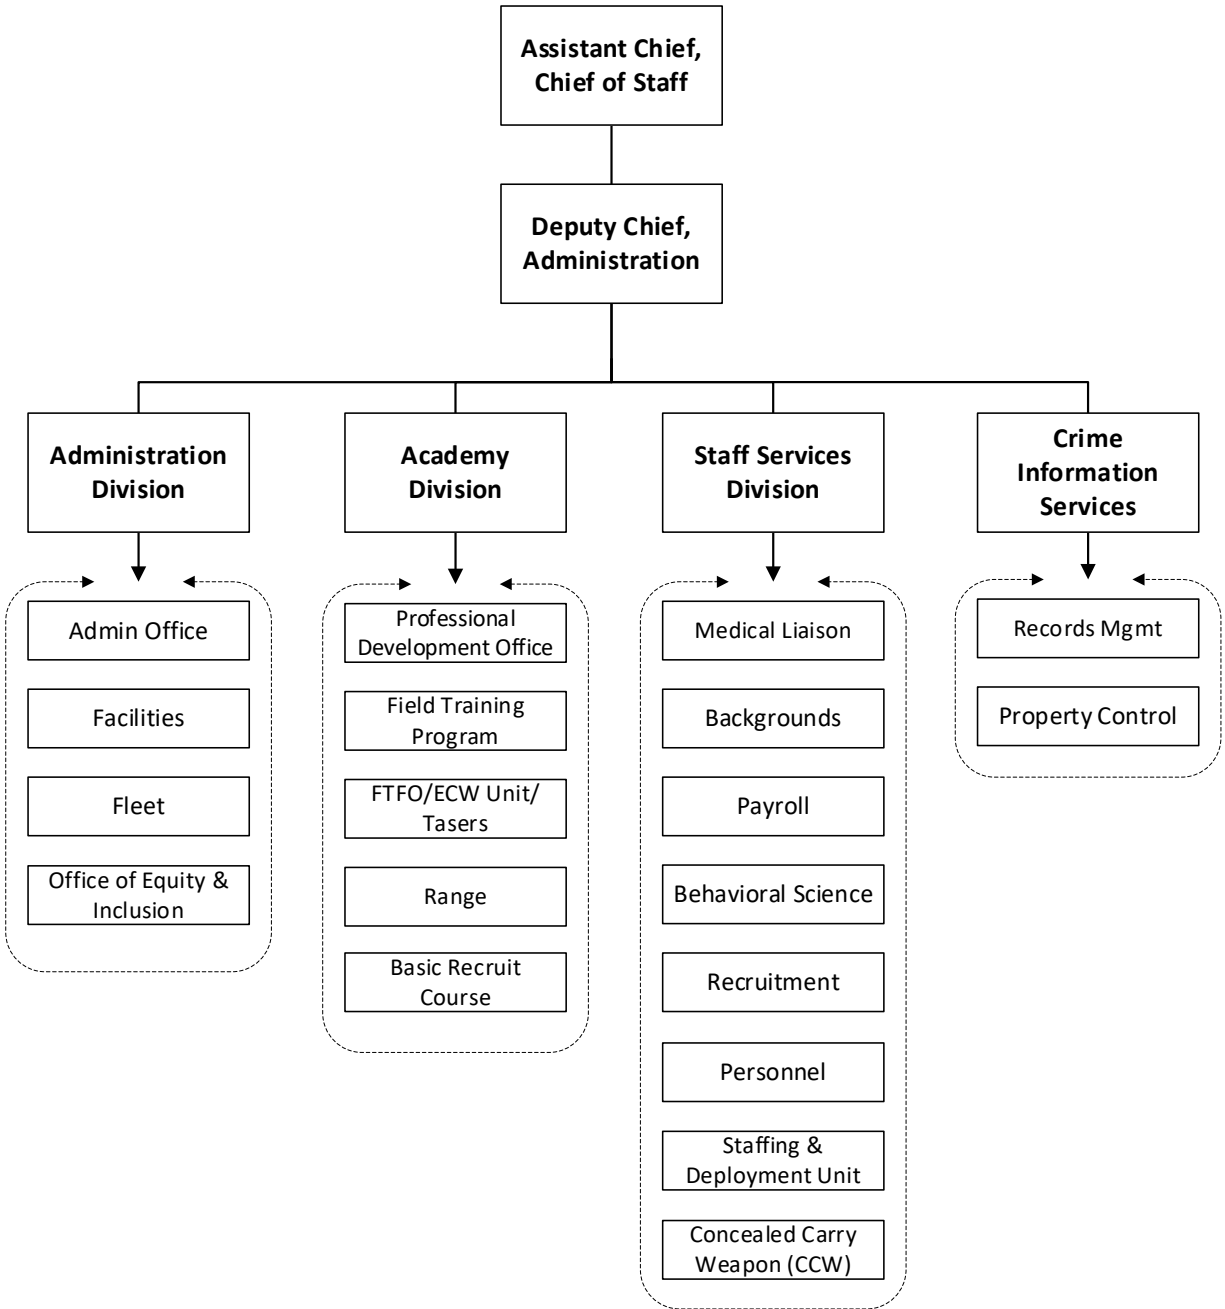 Assistant Chief,
Chief of Staff
Deputy Chief,
Administration
Administration
Division
Academy
Division
Staff Services
Division
Crime
Information
Services
Admin Office
Facilities
Fleet
Office of Equity &
Inclusion
Professional
Development Office
Field Training
Program
FTFO/ECW Unit/
Tasers
Range
Basic Recruit
Course
Medical Liaison
Backgrounds
Payroll
Behavioral Science
Recruitment
Personnel
Staffing &
Deployment Unit
Concealed Carry
Weapon (CCW)
Records Mgmt
Property Control